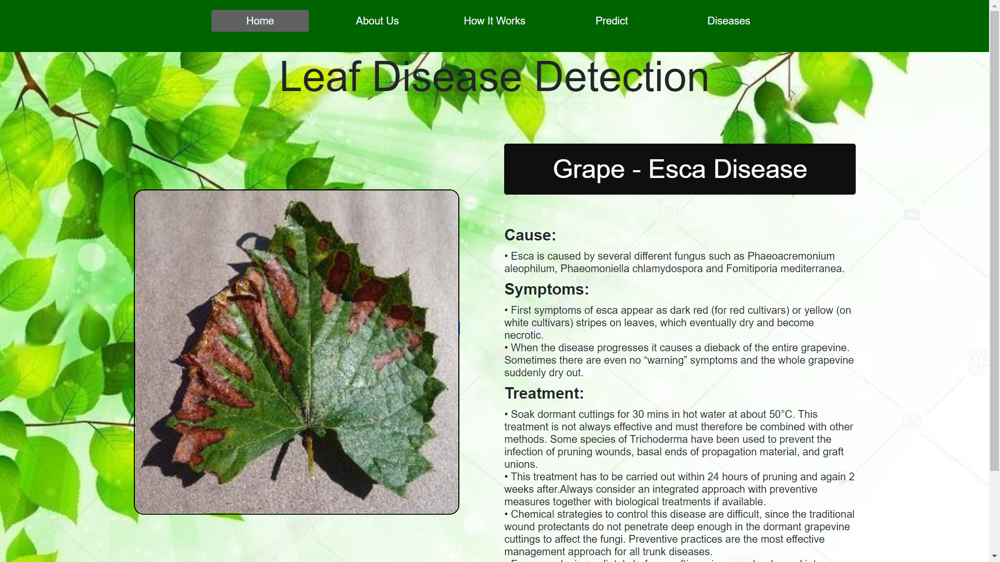 Home
About Us
How It Works
Predict
Diseases
Leaf Disease Detection
Grape - Esca Disease
Cause:
• Esca is caused by several different fungus such as Phaeoacremonium
aleophilum, Phaeomoniella chlamydospora and Fomitiporia mediterranea.
Symptoms:
• First symptoms of esca appear as dark red (for red cultivars) or yellow (on
white cultivars) stripes on leaves, which eventually dry and become
necrotic.
• When the disease progresses it causes a dieback of the entire grapevine.
Sometimes there are even no “warning” symptoms and the whole grapevine
suddenly dry out.
Treatment:
• Soak dormant cuttings for 30 mins in hot water at about 50°C. This
treatment is not always effective and must therefore be combined with other
methods. Some species of Trichoderma have been used to prevent the
infection of pruning wounds, basal ends of propagation material, and graft
unions.
• This treatment has to be carried out within 24 hours of pruning and again 2
weeks after.Always consider an integrated approach with preventive
measures together with biological treatments if available.
• Chemical strategies to control this disease are difficult, since the traditional
wound protectants do not penetrate deep enough in the dormant grapevine
cuttings to affect the fungi. Preventive practices are the most effective
management approach for all trunk diseases.